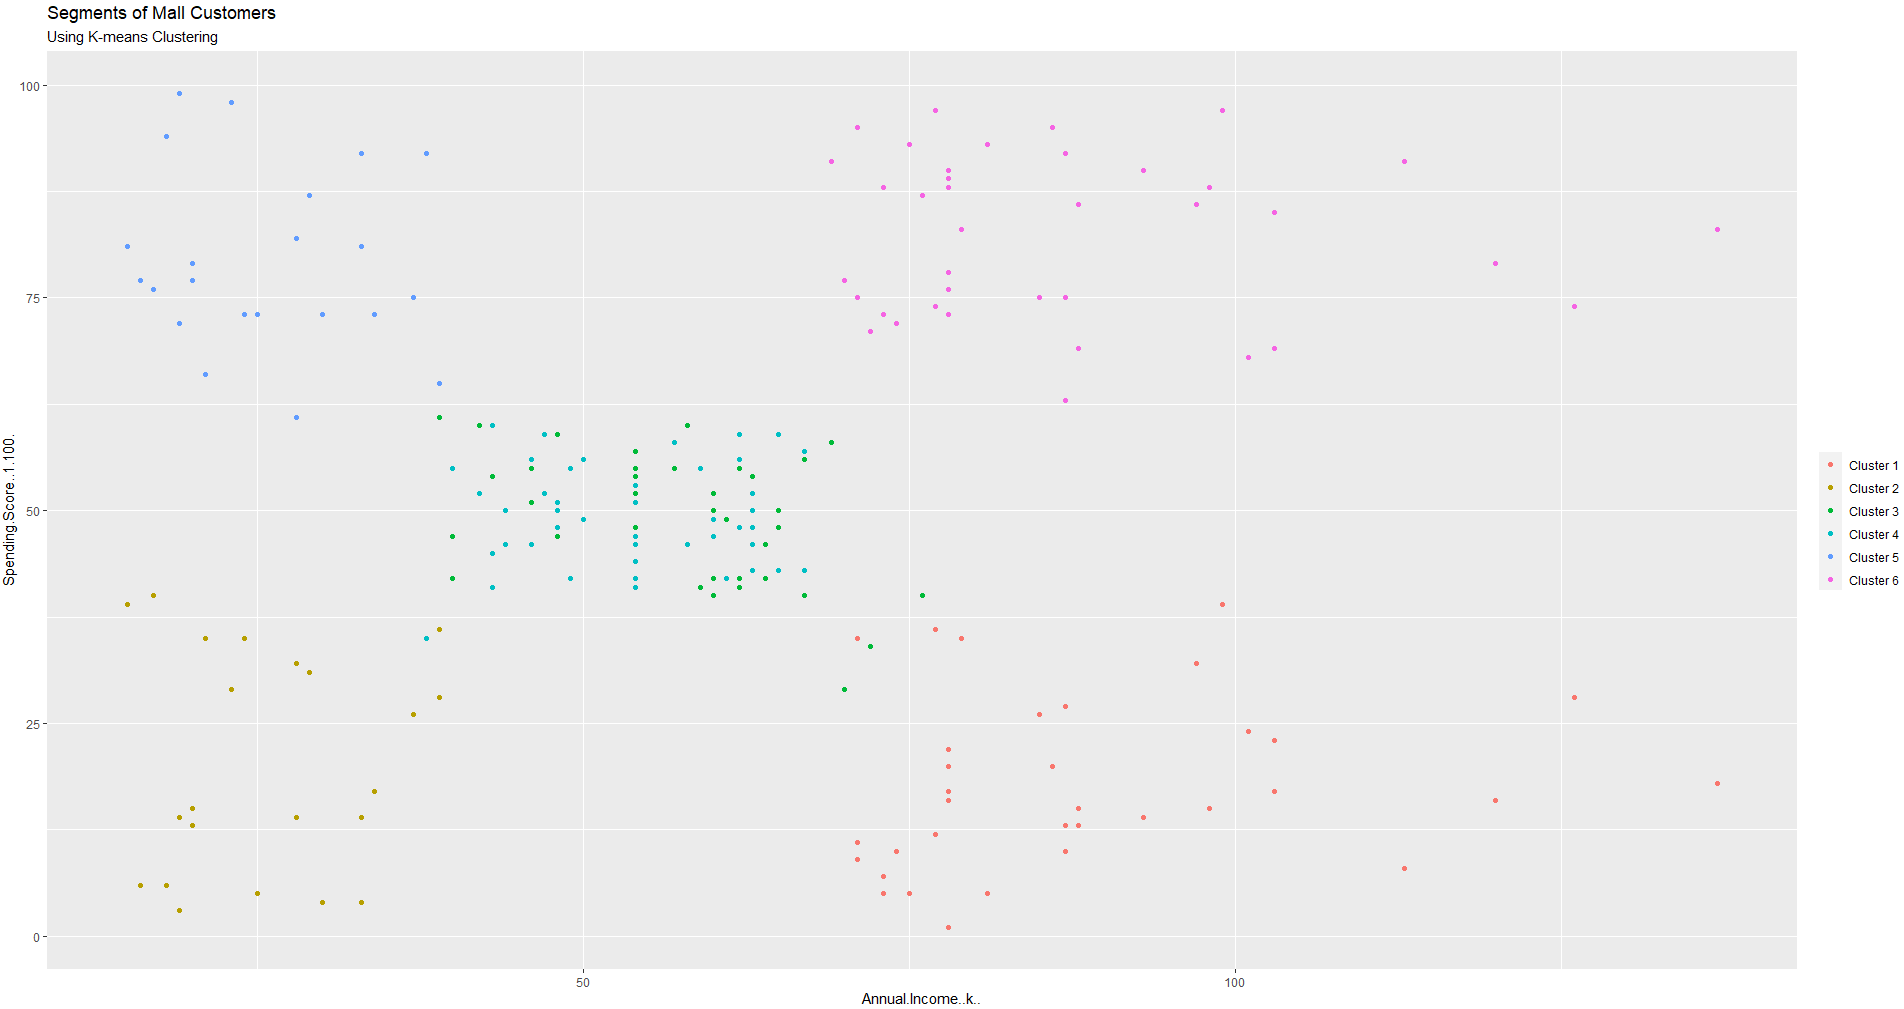 Segments of Mall Customers
Using K-means Clustering
100
75
50
25
0
Spending.Score..1.100.
50
100
Annual.Income..k..
Cluster 1
Cluster 2
Cluster 3
Cluster 4
Cluster 5
Cluster 6